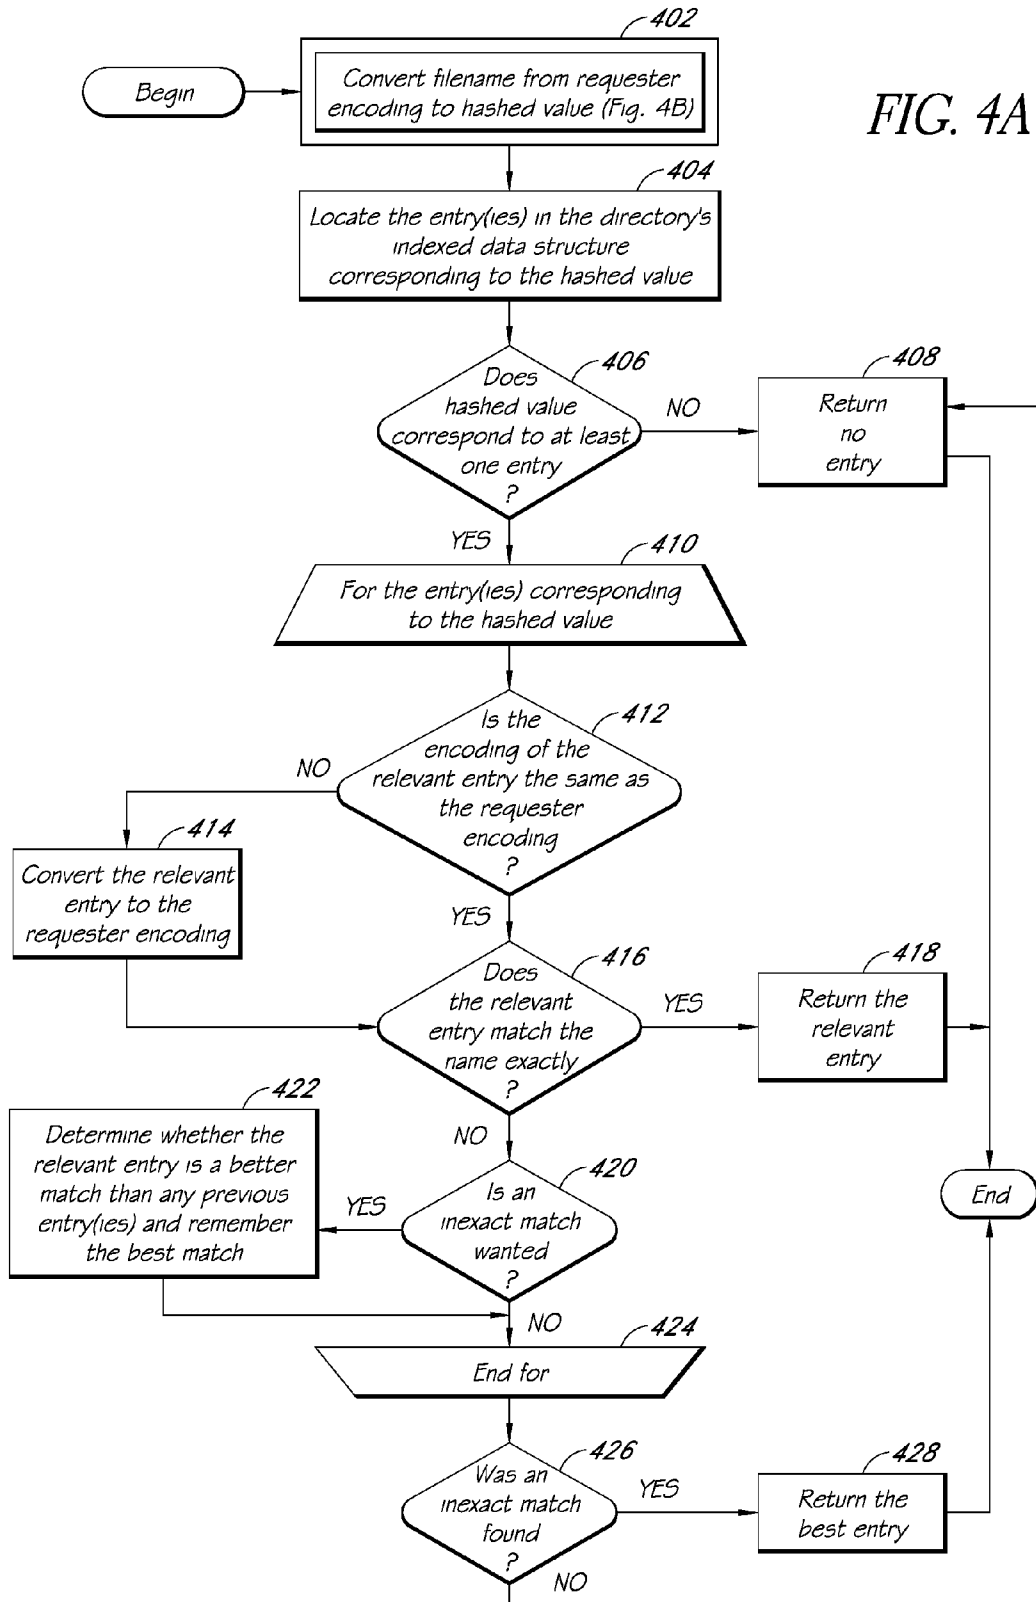 402
Begin
Convert filename from requester
encoding to hashed value (Fig. 4B)
FIG. 4A
404
Locate the entry(ies) in the directory's
indexed data structure
corresponding to the hashed value
406
Does
hashed value
correspond to at least
one entry
?
NO
408
Return
no
entry
YES
410
For the entry(ies) corresponding
to the hashed value
412
Is the
encoding of the
relevant entry the same as
the requester
encoding
?
NO
414
Convert the relevant
entry to the
requester encoding
YES
416
Does
the relevant
entry match the
name exactly
?
YES
418
Return the
relevant
entry
NO
422
Determine whether the
relevant entry is a better
match than any previous
entry(ies) and remember
the best match
YES
420
Is an
inexact match
wanted
?
End
NO
424
End for
426
Was an
inexact match
found
?
YES
428
Return the
best entry
NO